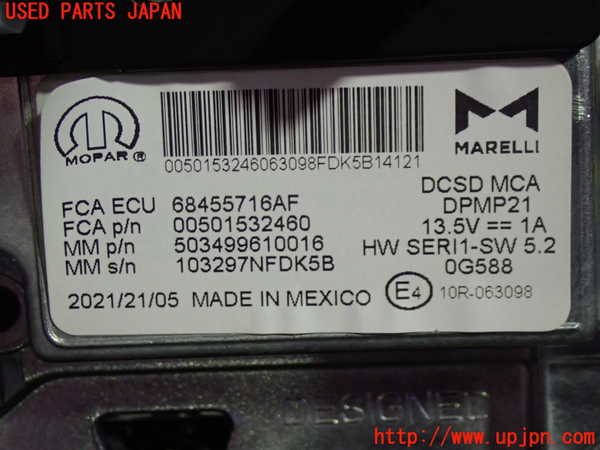 USED PARTS JAPAN
MOPAR ®
0050153246063098FDK5B14121
MARELLI
FCA ECU 68455716AF
FCA p/n 00501532460
MM p/n 503499610016
MM s/n 103297NFDK5B
DCSD MCA
DPMP21
13.5V ⎓ 1A
HW SERI1-SW 5.2
0G588
2021/21/05 MADE IN MEXICO
E4 10R-063098
DESIGNED
http://www.upjpn.com